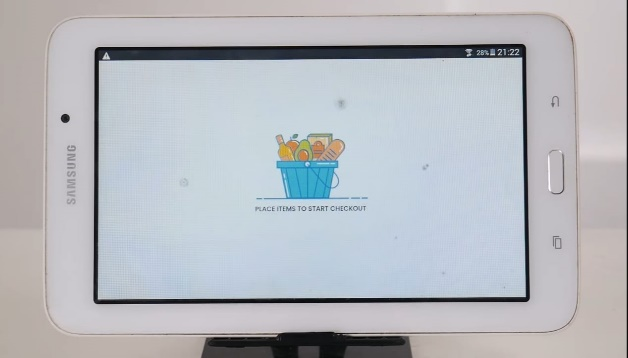 28% 21:22
SAMSUNG
PLACE ITEMS TO START CHECKOUT